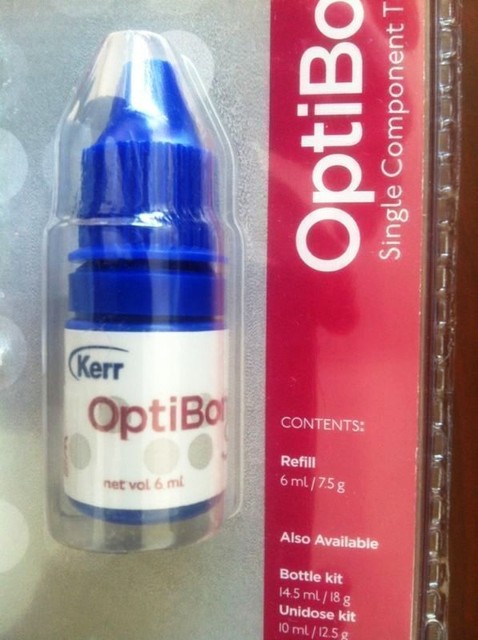 Kerr
OptiBo
net vol 6 ml
OptiBo
Single Component T
CONTENTS:
Refill
6 ml / 7.5 g
Also Available
Bottle kit
14.5 ml / 18 g
Unidose kit
10 ml / 12.5 g